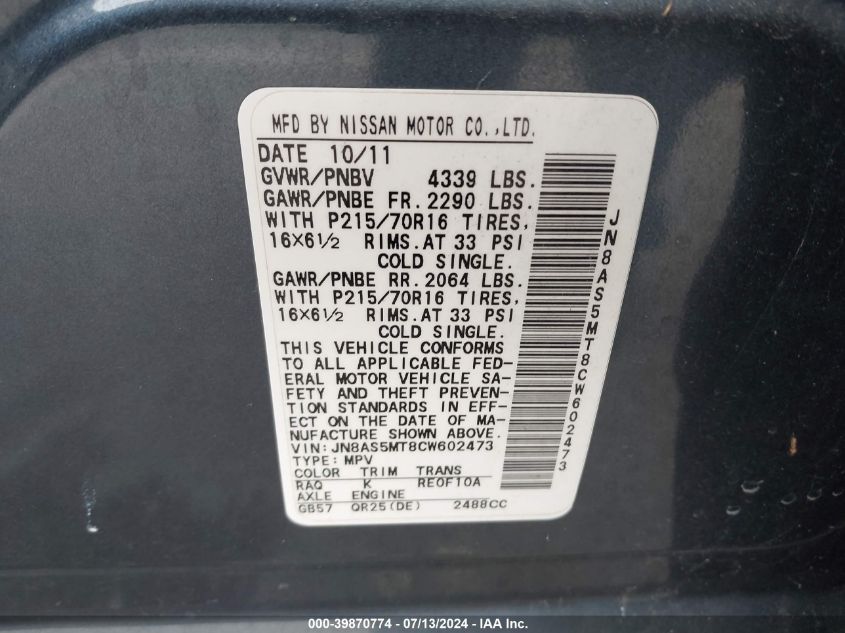 MFD BY NISSAN MOTOR CO.,LTD.
DATE 10/11
GVWR/PNBV 4339 LBS.
GAWR/PNBE FR. 2290 LBS.
WITH P215/70R16 TIRES,
16X6½ RIMS. AT 33 PSI
COLD SINGLE.
GAWR/PNBE RR. 2064 LBS.
WITH P215/70R16 TIRES,
16X6½ RIMS. AT 33 PSI
COLD SINGLE.
THIS VEHICLE CONFORMS
TO ALL APPLICABLE FED-
ERAL MOTOR VEHICLE SA-
FETY AND THEFT PREVEN-
TION STANDARDS IN EFF-
ECT ON THE DATE OF MA-
NUFACTURE SHOWN ABOVE.
VIN: JN8AS5MT8CW602473
TYPE: MPV
COLOR TRIM TRANS
RAQ K RE0F10A
AXLE ENGINE
GB57 QR25(DE) 2488CC
JN8AS5MT8CW602473
000-39870774 - 07/13/2024 - IAA Inc.